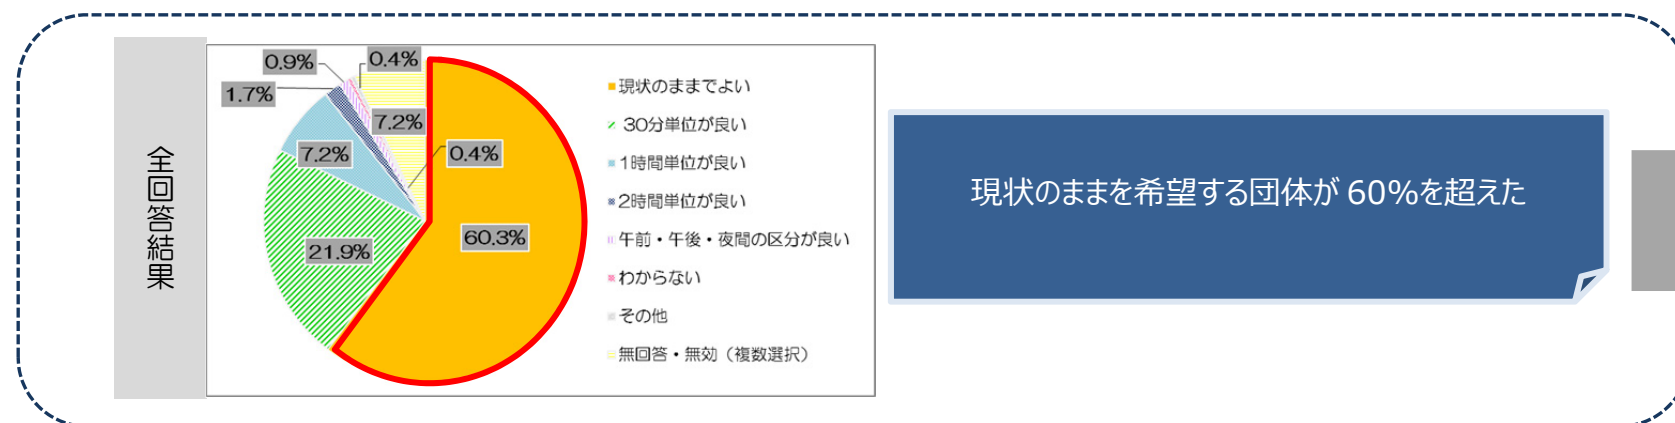 全回答結果
0.9%
0.4%
1.7%
7.2%
7.2%
0.4%
60.3%
21.9%
現状のままでよい
30分単位が良い
1時間単位が良い
2時間単位が良い
午前・午後・夜間の区分が良い
わからない
その他
無回答・無効（複数選択）
現状のままを希望する団体が 60%を超えた